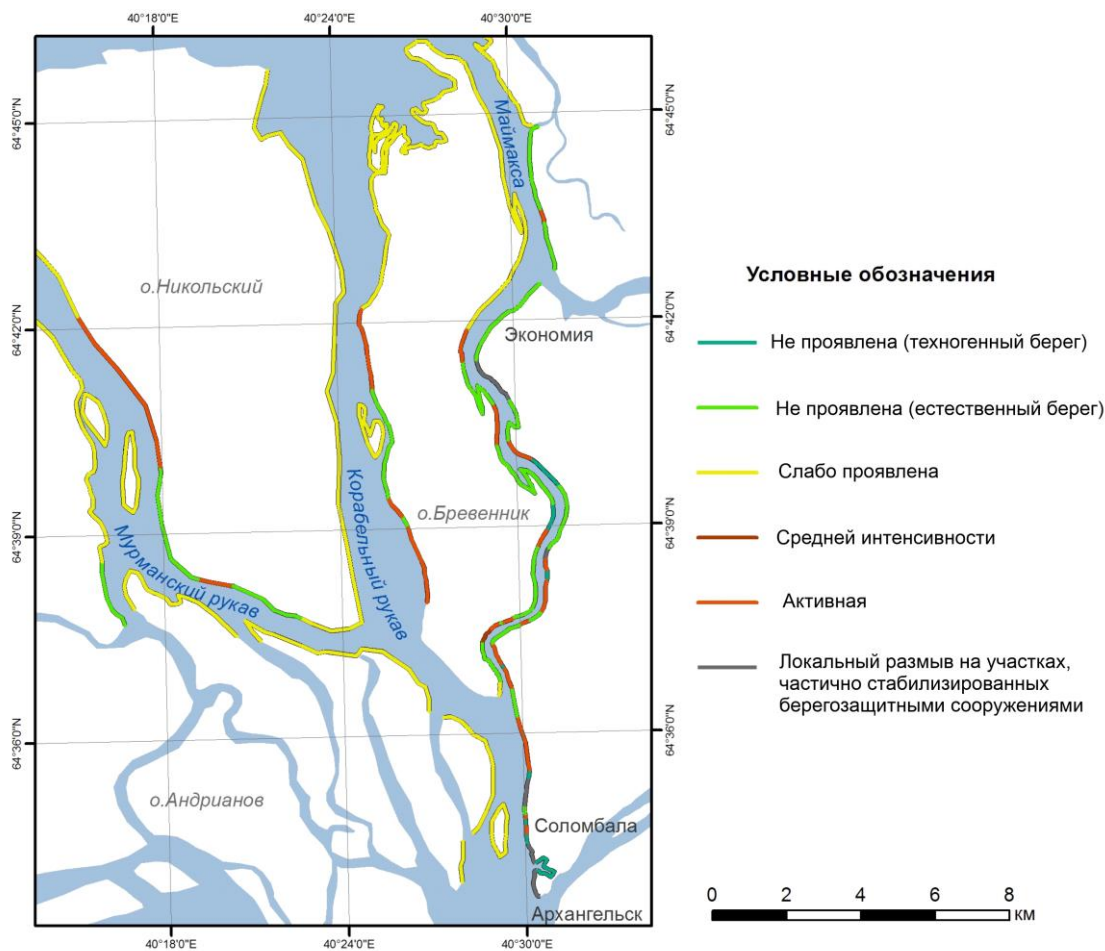 40°18'0"E
40°24'0"E
40°30'0"E
64°45'0"N
64°45'0"N
Маймакса
о.Никольский
64°42'0"N
64°42'0"N
Экономия
Корабельный рукав
о.Бревенник
64°39'0"N
64°39'0"N
Мурманский рукав
64°36'0"N
64°36'0"N
о.Андрианов
Соломбала
Архангельск
40°18'0"E
40°24'0"E
40°30'0"E
Условные обозначения
Не проявлена (техногенный берег)
Не проявлена (естественный берег)
Слабо проявлена
Средней интенсивности
Активная
Локальный размыв на участках,
частично стабилизированных
берегозащитными сооружениями
0 2 4 6 8
км